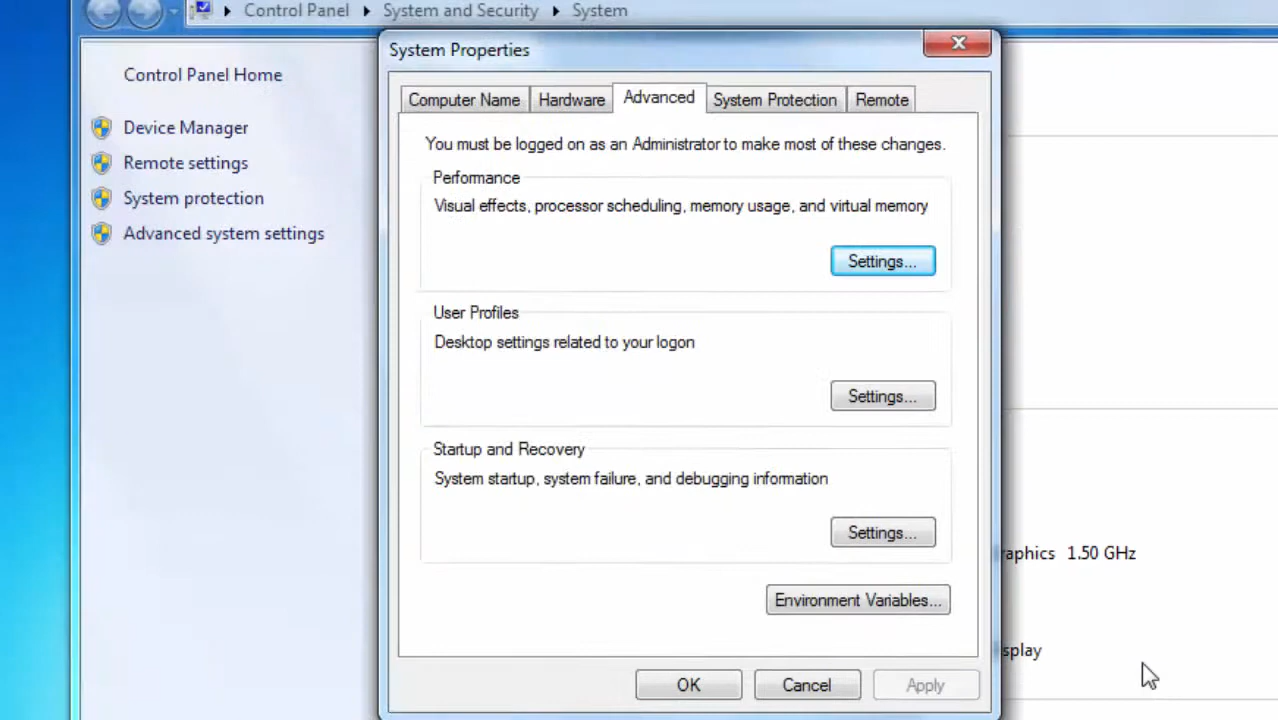 Control Panel System and Security System
System Properties
Control Panel Home
Device Manager
Remote settings
System protection
Advanced system settings
Computer Name Hardware Advanced System Protection Remote
You must be logged on as an Administrator to make most of these changes.
Performance
Visual effects, processor scheduling, memory usage, and virtual memory
Settings...
User Profiles
Desktop settings related to your logon
Settings...
Startup and Recovery
System startup, system failure, and debugging information
Settings...
Environment Variables...
OK Cancel Apply
raphics 1.50 GHz
splay